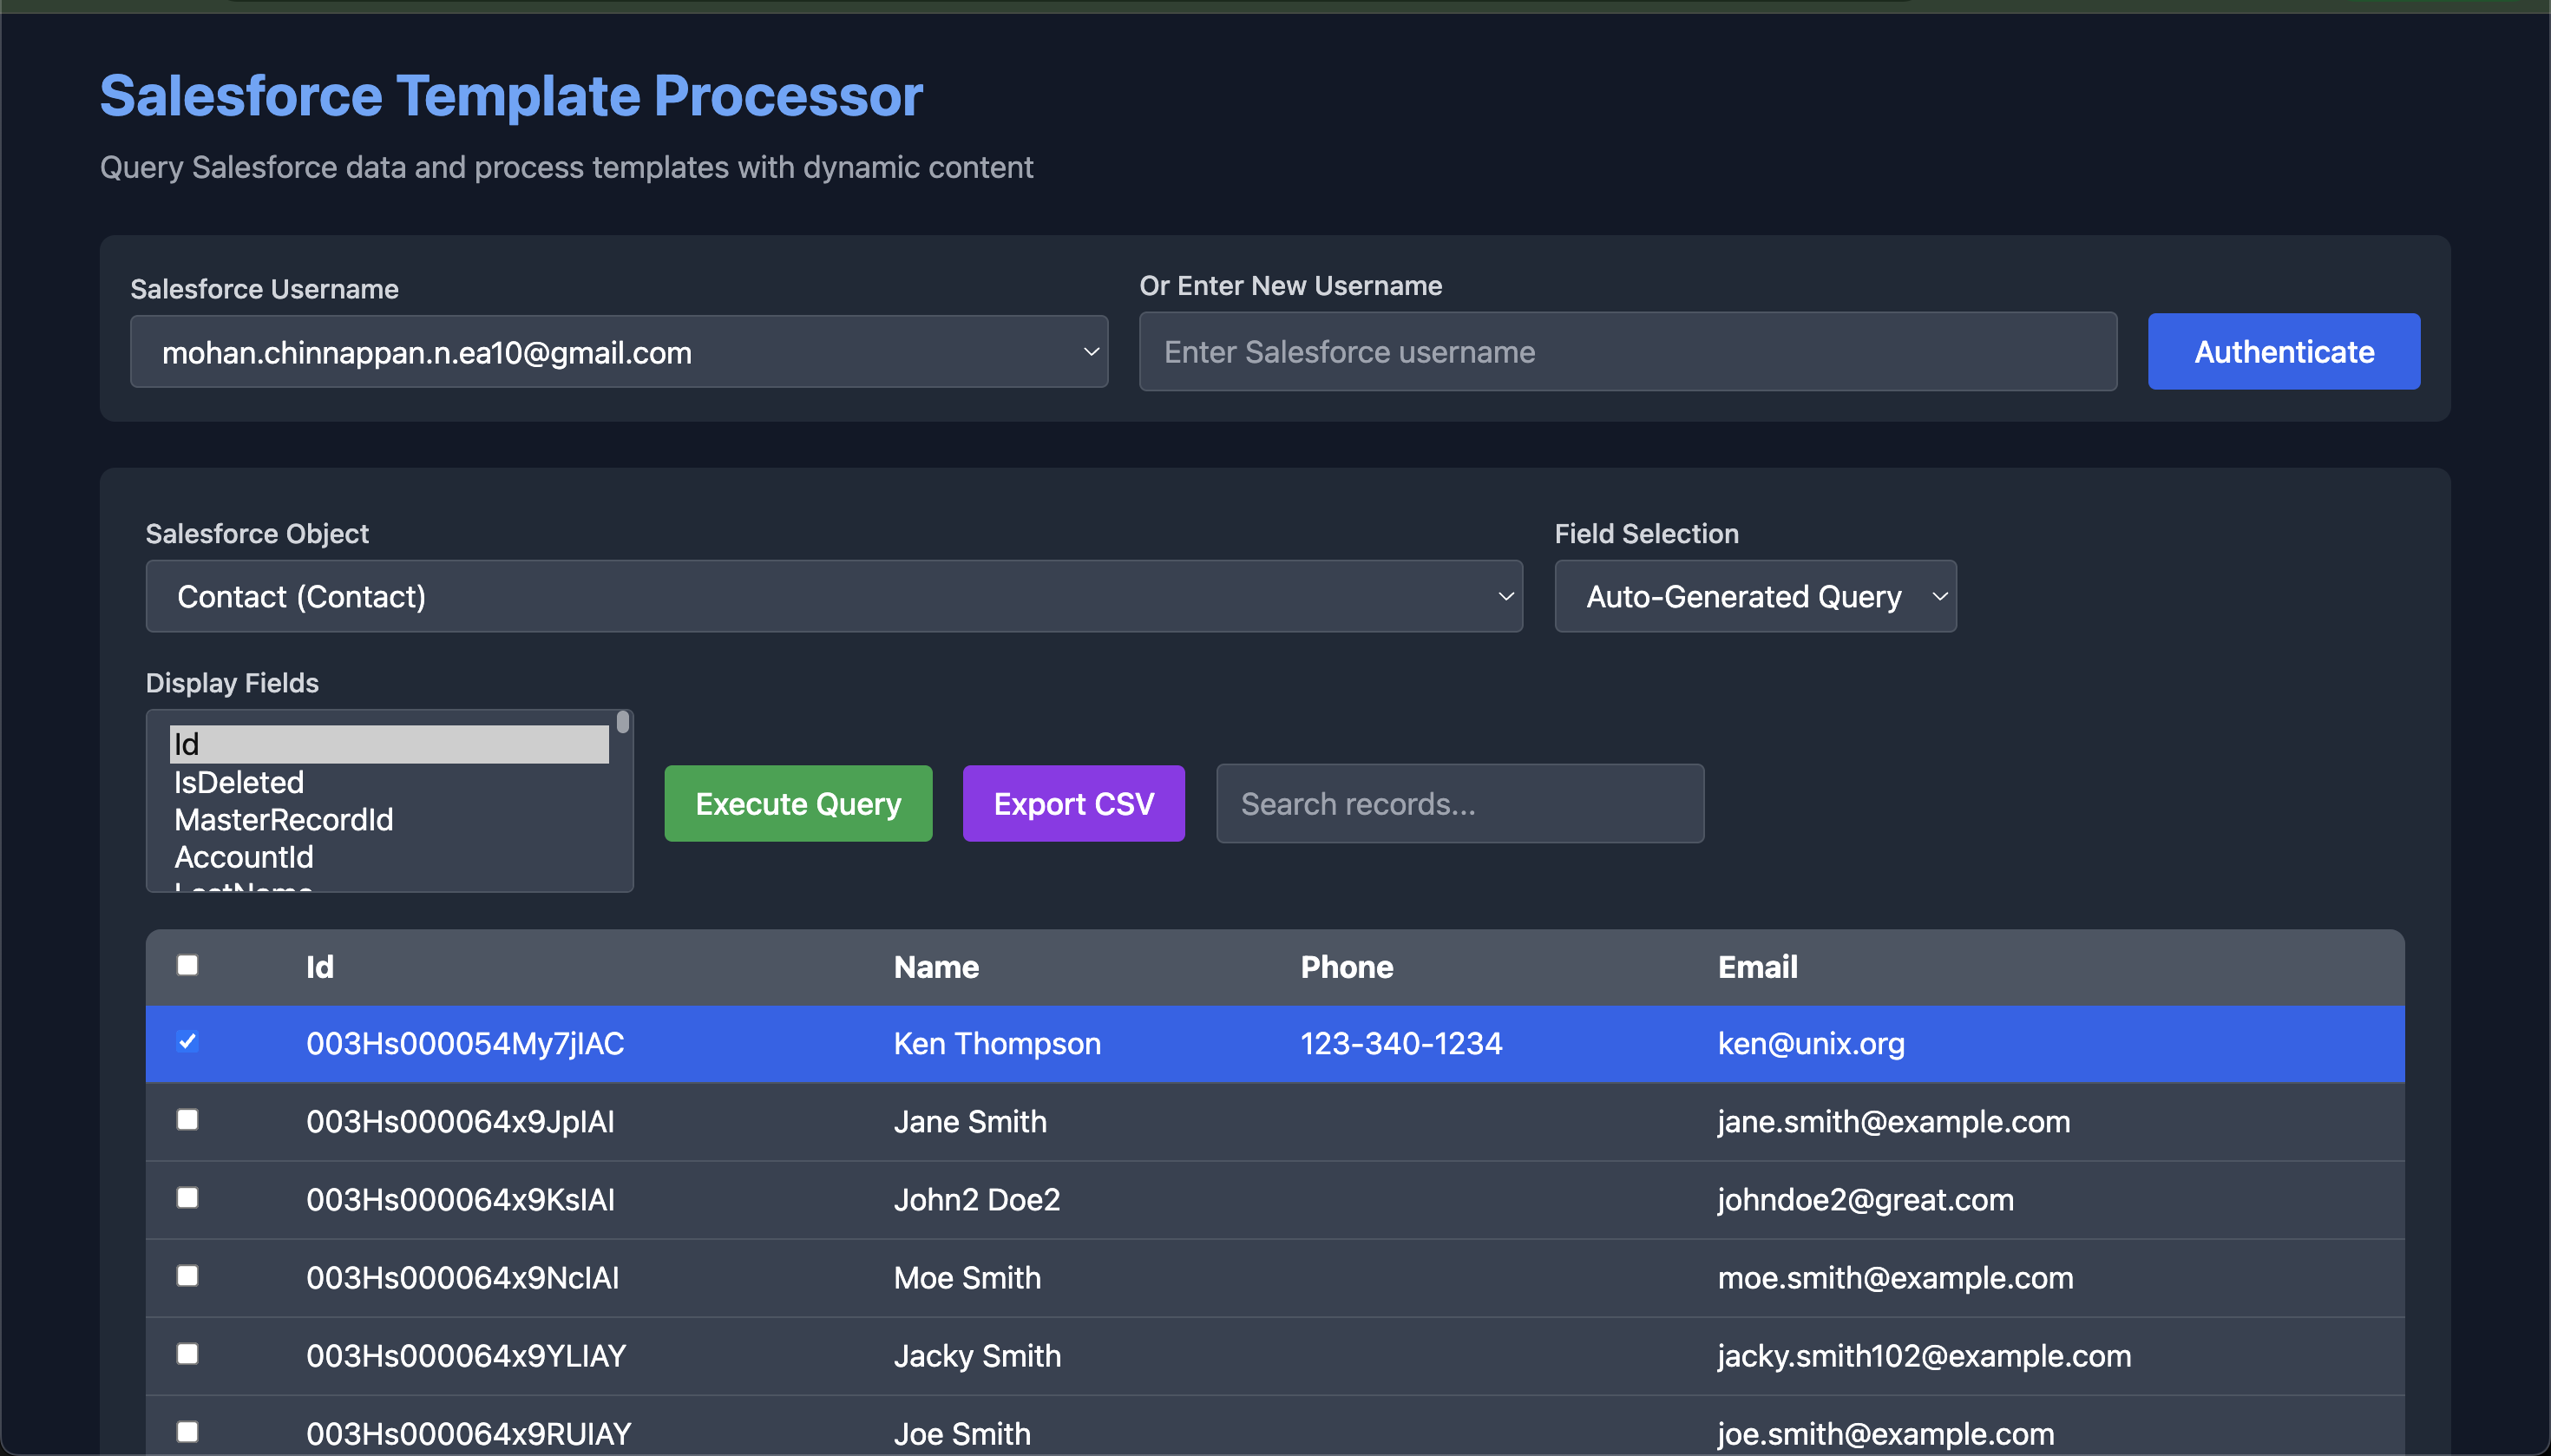 Salesforce Template Processor
Query Salesforce data and process templates with dynamic content
Salesforce Username
Or Enter New Username
mohan.chinnappan.n.ea10@gmail.com
Enter Salesforce username
Authenticate
Salesforce Object
Field Selection
Contact (Contact)
Auto-Generated Query
Display Fields
Id
IsDeleted
MasterRecordId
AccountId
LastName
Execute Query
Export CSV
Search records...
Id Name Phone Email
003Hs000054My7jIAC Ken Thompson 123-340-1234 ken@unix.org
003Hs000064x9JpIAI Jane Smith jane.smith@example.com
003Hs000064x9KsIAI John2 Doe2 johndoe2@great.com
003Hs000064x9NcIAI Moe Smith moe.smith@example.com
003Hs000064x9YLIAY Jacky Smith jacky.smith102@example.com
003Hs000064x9RUIAY Joe Smith joe.smith@example.com